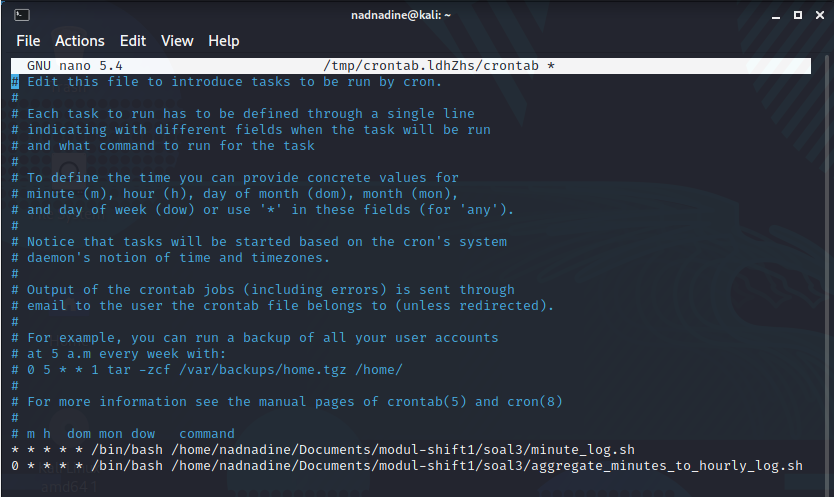 nadnadine@kali: ~
File Actions Edit View Help
GNU nano 5.4 /tmp/crontab.ldhZhs/crontab *
# Edit this file to introduce tasks to be run by cron.
#
# Each task to run has to be defined through a single line
# indicating with different fields when the task will be run
# and what command to run for the task
#
# To define the time you can provide concrete values for
# minute (m), hour (h), day of month (dom), month (mon),
# and day of week (dow) or use '*' in these fields (for 'any').
#
# Notice that tasks will be started based on the cron's system
# daemon's notion of time and timezones.
#
# Output of the crontab jobs (including errors) is sent through
# email to the user the crontab file belongs to (unless redirected).
#
# For example, you can run a backup of all your user accounts
# at 5 a.m every week with:
# 0 5 * * 1 tar -zcf /var/backups/home.tgz /home/
#
# For more information see the manual pages of crontab(5) and cron(8)
#
# m h  dom mon dow   command
* * * * * /bin/bash /home/nadnadine/Documents/modul-shift1/soal3/minute_log.sh
0 * * * * /bin/bash /home/nadnadine/Documents/modul-shift1/soal3/aggregate_minutes_to_hourly_log.sh
amd64 1